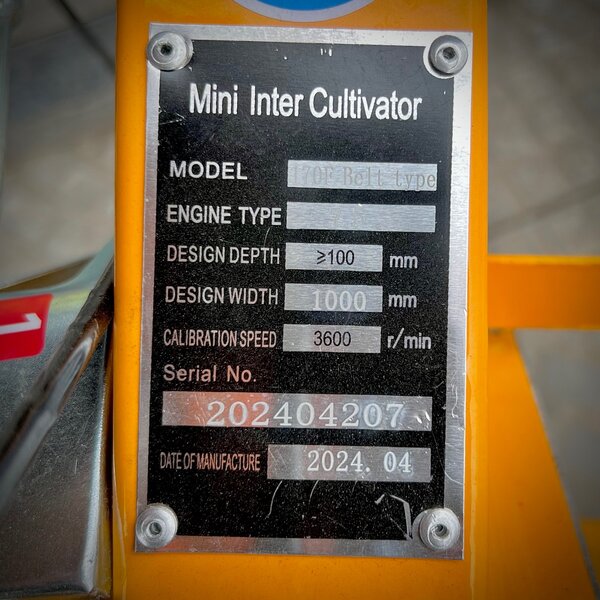 Mini Inter Cultivator
MODEL 170F Belt type
ENGINE TYPE
DESIGN DEPTH ≥100 mm
DESIGN WIDTH 1000 mm
CALIBRATION SPEED 3600 r/min
Serial No.
202404207
DATE OF MANUFACTURE 2024.04
1